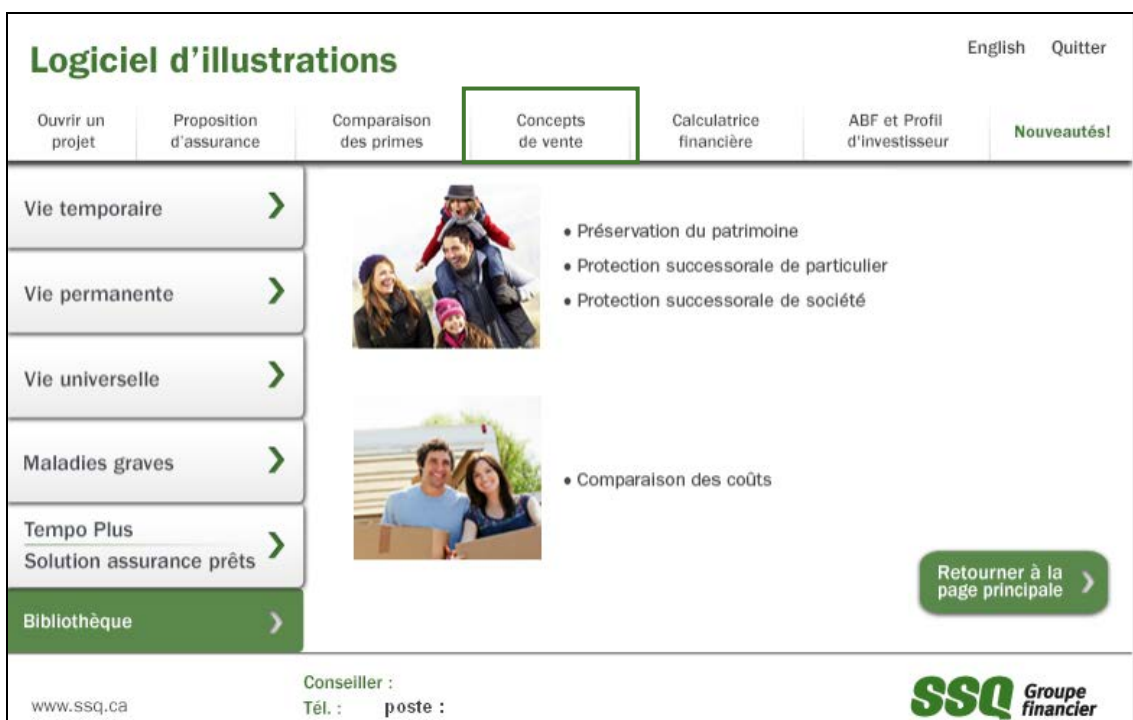 Logiciel d'illustrations
English Quitter
Ouvrir un projet
Proposition d'assurance
Comparaison des primes
Concepts de vente
Calculatrice financière
ABF et Profil d'investisseur
Nouveautés!
Vie temporaire
Vie permanente
Vie universelle
Maladies graves
Tempo Plus
Solution assurance prêts
Bibliothèque
• Préservation du patrimoine
• Protection successorale de particulier
• Protection successorale de société
• Comparaison des coûts
Retourner à la
page principale
www.ssq.ca
Conseiller :
Tél. : poste :
SSQ Groupe financier